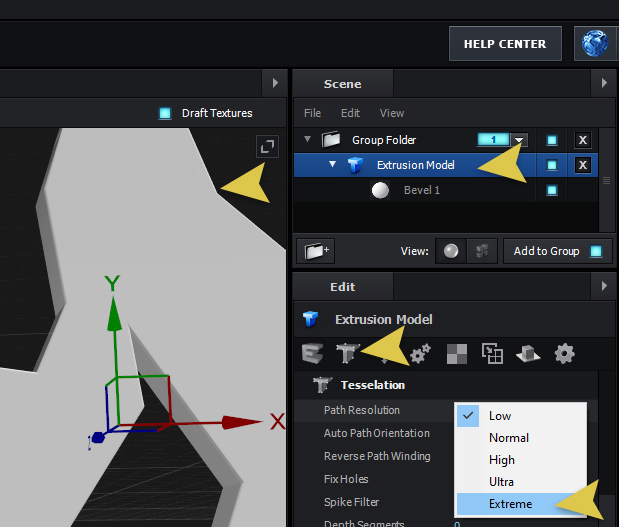 HELP CENTER
Scene
Draft Textures
File Edit View
Group Folder 1
Extrusion Model X
Bevel 1
View: Add to Group
Edit
Extrusion Model
Tesselation
Path Resolution
Auto Path Orientation
Reverse Path Winding
Fix Holes
Spike Filter
Depth Segments 0
Low
Normal
High
Ultra
Extreme
Y
X